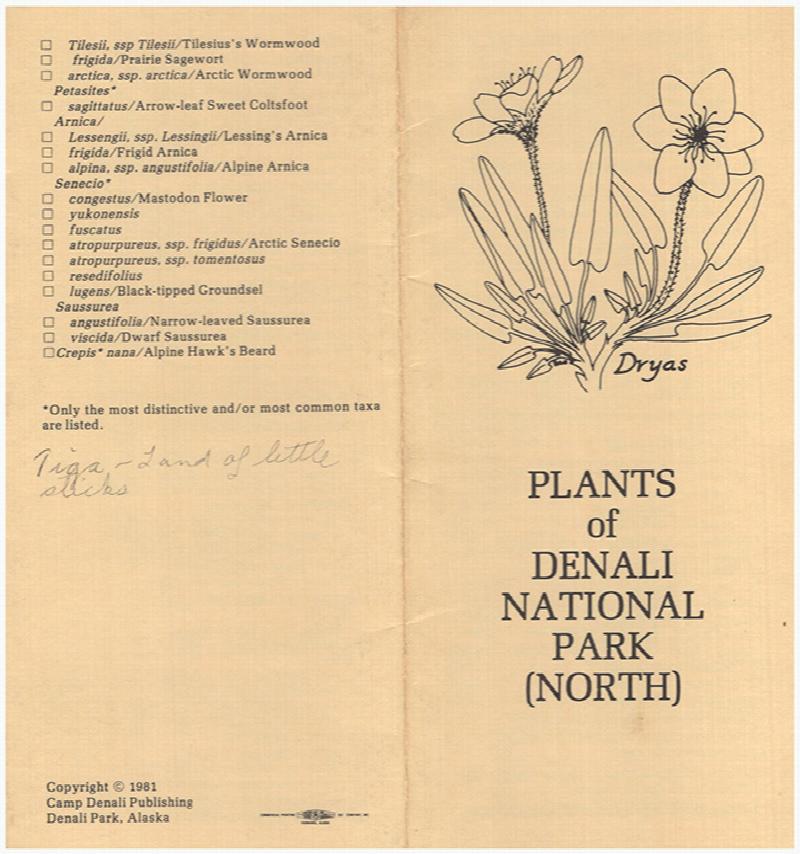 ☐ Tilesii, ssp Tilesii/Tilesius's Wormwood
☐ frigida/Prairie Sagewort
☐ arctica, ssp. arctica/Arctic Wormwood
Petasites*
☐ sagittatus/Arrow-leaf Sweet Coltsfoot
Arnica/
☐ Lessengii, ssp. Lessingii/Lessing's Arnica
☐ frigida/Frigid Arnica
☐ alpina, ssp. angustifolia/Alpine Arnica
Senecio*
☐ congestus/Mastodon Flower
☐ yukonensis
☐ fuscatus
☐ atropurpureus, ssp. frigidus/Arctic Senecio
☐ atropurpureus, ssp. tomentosus
☐ resedifolius
☐ lugens/Black-tipped Groundsel
Saussurea
☐ angustifolia/Narrow-leaved Saussurea
☐ viscida/Dwarf Saussurea
☐ Crepis* nana/Alpine Hawk's Beard
*Only the most distinctive and/or most common taxa
are listed.
Tiga - Land of little
sticks
Copyright © 1981
Camp Denali Publishing
Denali Park, Alaska
Dryas
PLANTS
of
DENALI
NATIONAL
PARK
(NORTH)